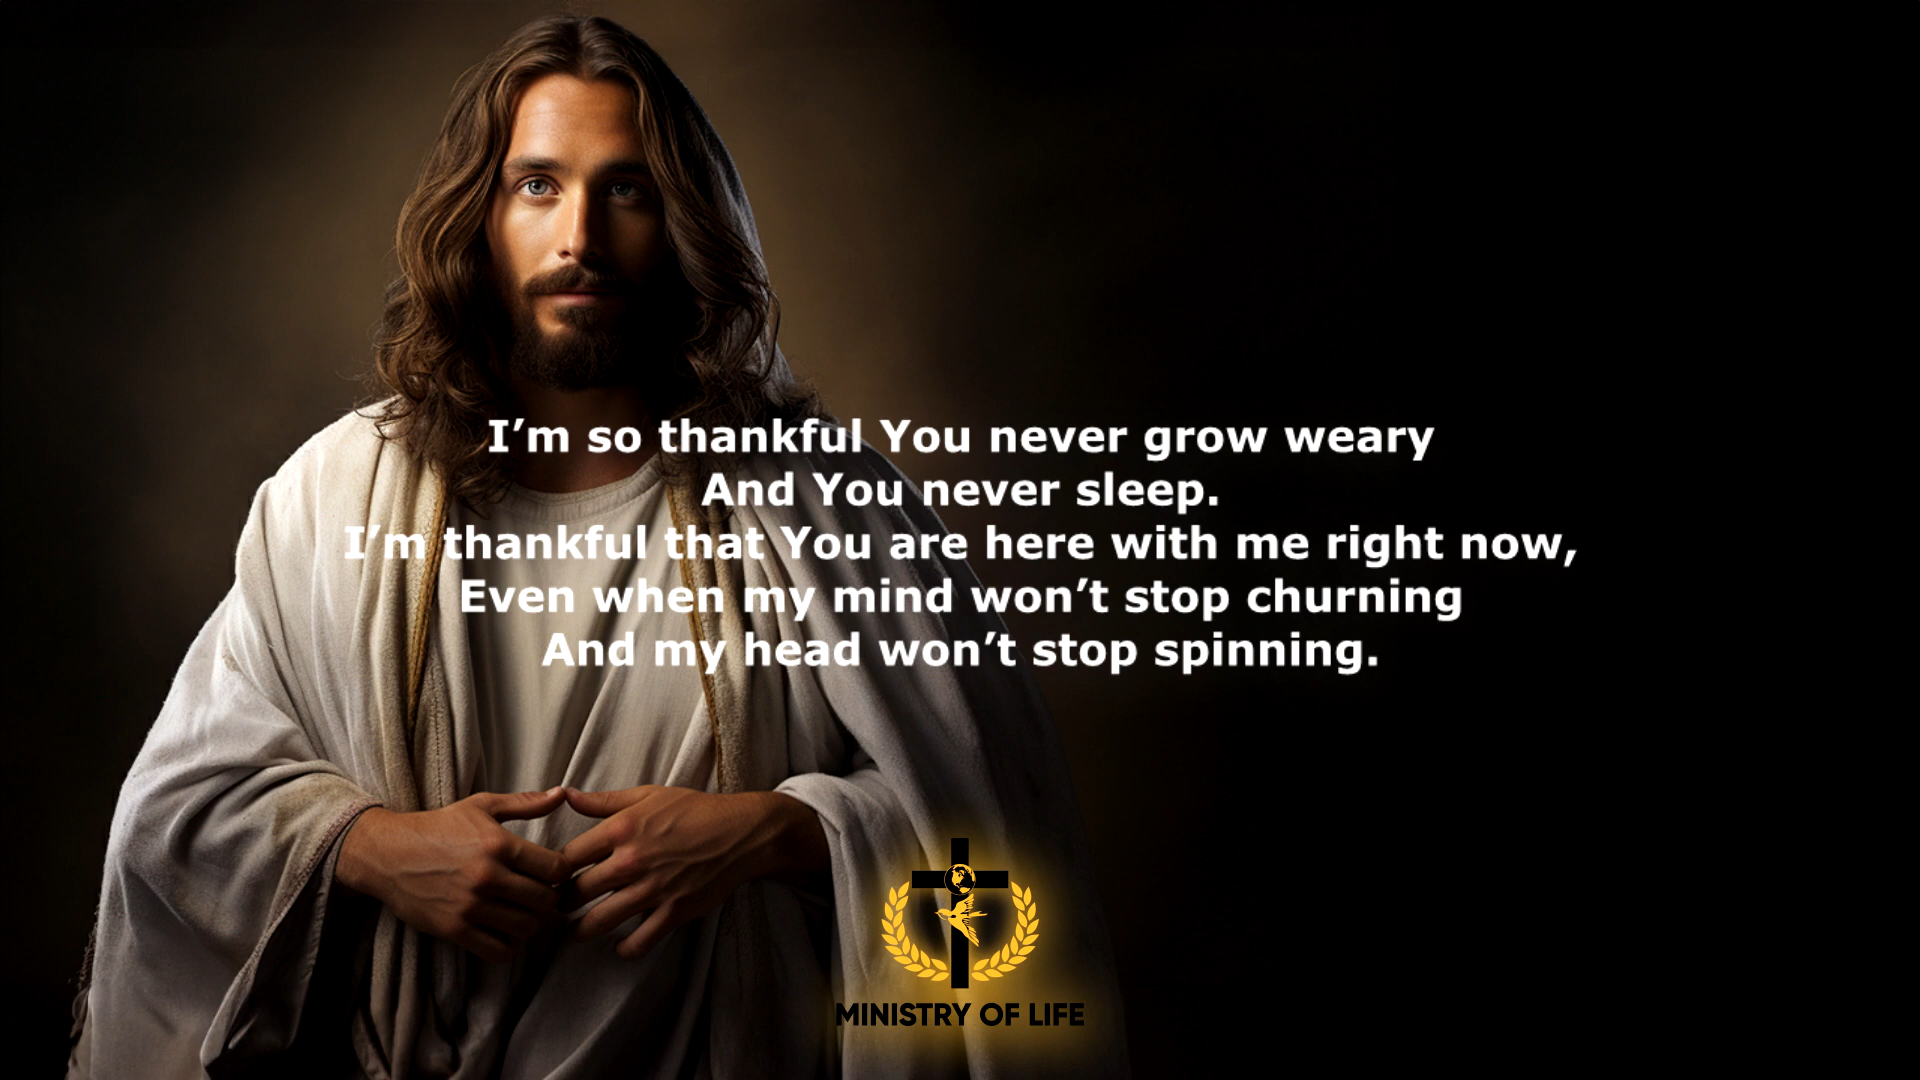 I’m so thankful You never grow weary
And You never sleep.
I’m thankful that You are here with me right now,
Even when my mind won’t stop churning
And my head won’t stop spinning.
MINISTRY OF LIFE